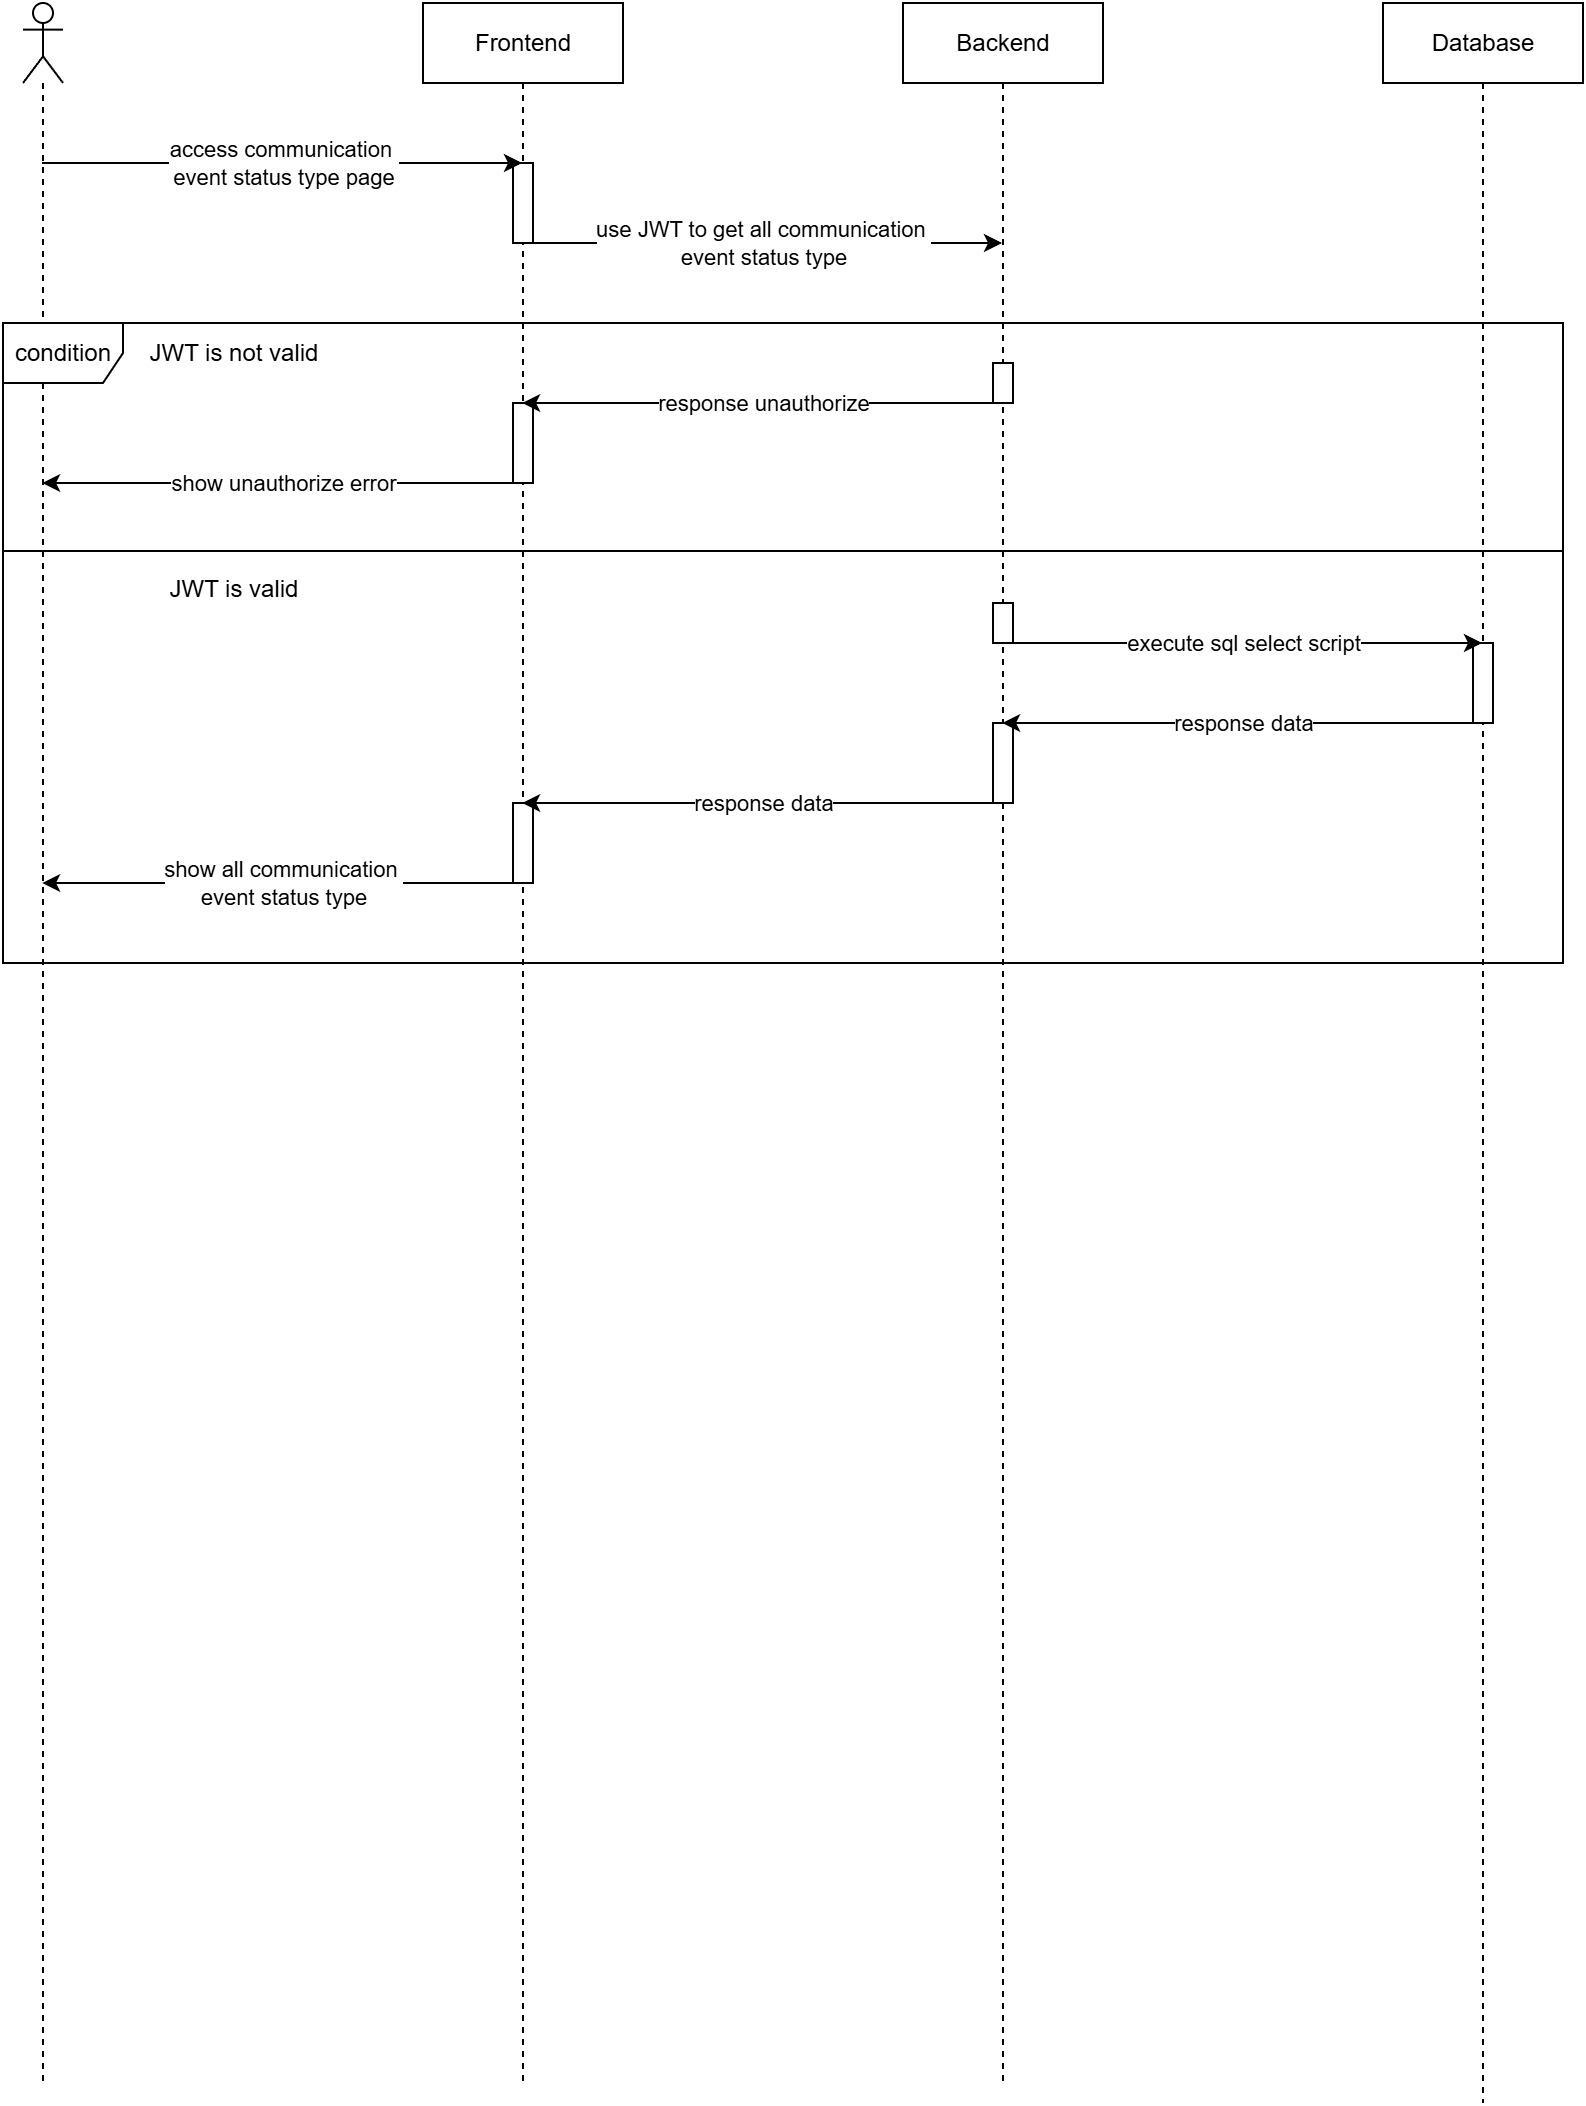 Frontend
Backend
Database
access communication
event status type page
use JWT to get all communication
event status type
condition
JWT is not valid
response unauthorize
show unauthorize error
JWT is valid
execute sql select script
response data
response data
show all communication
event status type